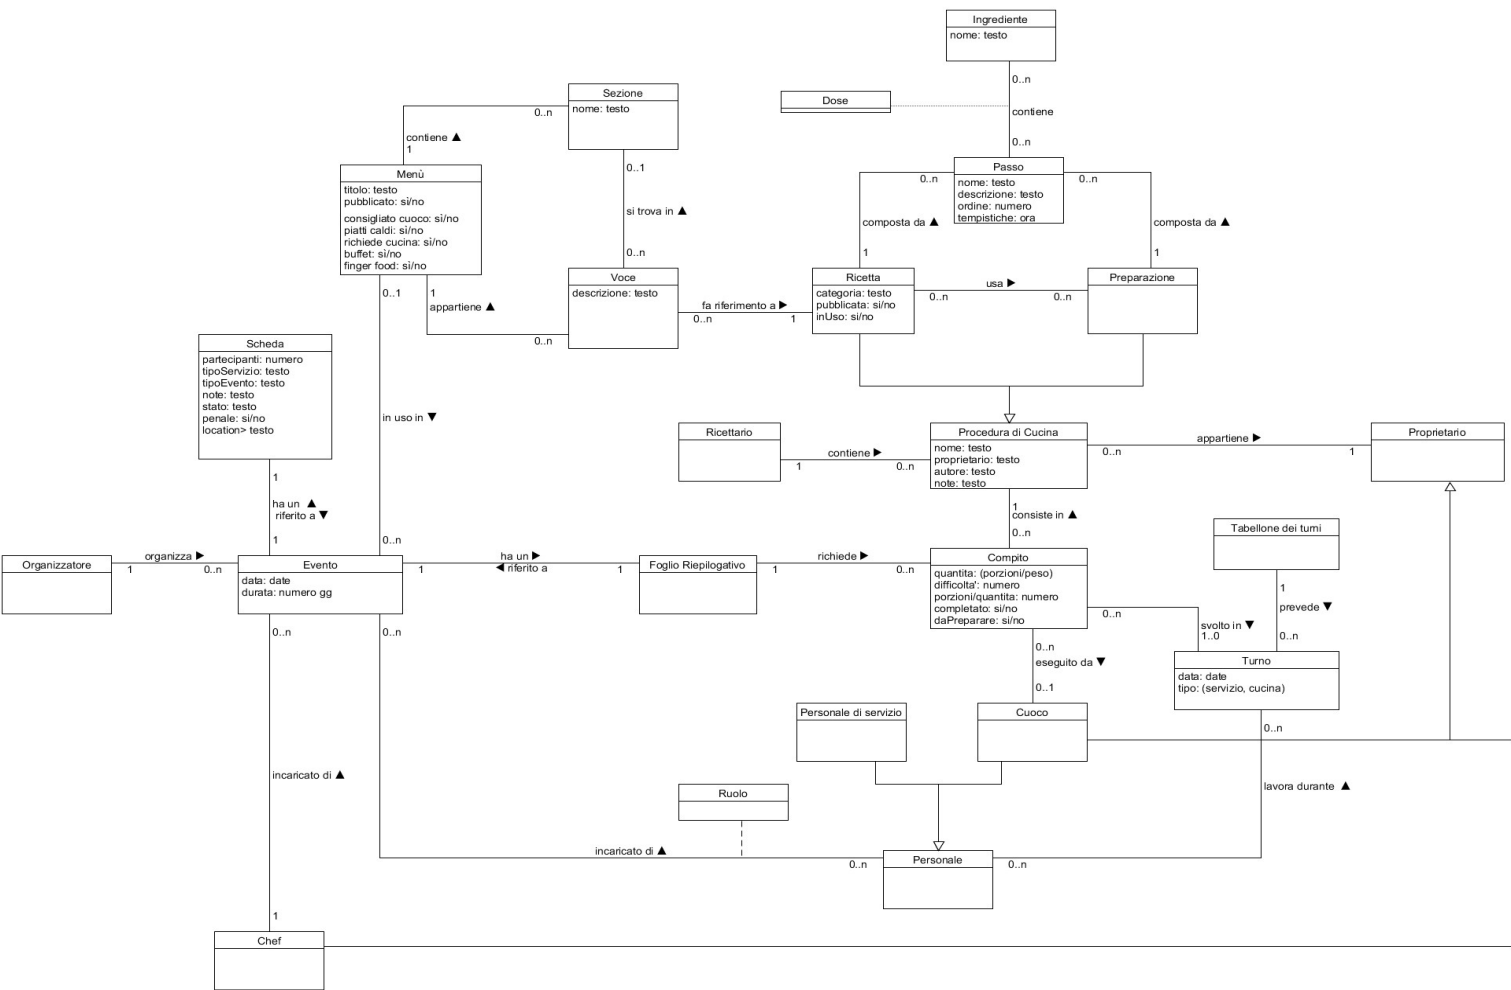 Ingrediente
nome: testo
0..n
Dose
contiene
0..n
Sezione
nome: testo
0..n
contiene ▲
1
0..1
si trova in ▲
0..n
Menù
titolo: testo
pubblicato: sì/no
consigliato cuoco: sì/no
piatti caldi: sì/no
richiede cucina: sì/no
buffet: sì/no
finger food: sì/no
Passo
nome: testo
descrizione: testo
ordine: numero
tempistiche: ora
0..n
0..n
composta da ▲
1
composta da ▲
1
0..1
1
appartiene ▲
0..n
Voce
descrizione: testo
fa riferimento a ▶
0..n
1
Ricetta
categoria: testo
pubblicata: si/no
inUso: si/no
usa ▶
0..n
0..n
Preparazione
Scheda
partecipanti: numero
tipoServizio: testo
tipoEvento: testo
note: testo
stato: testo
penale: si/no
location> testo
in uso in ▼
Ricettario
contiene ▶
1
0..n
Procedura di Cucina
nome: testo
proprietario: testo
autore: testo
note: testo
appartiene ▶
0..n
1
Proprietario
1
ha un ▲
riferito a ▼
1
0..n
1
consiste in ▲
0..n
Tabellone dei turni
1
prevede ▼
0..n
Organizzatore
organizza ▶
1
0..n
Evento
data: date
durata: numero gg
ha un ▶
◀ riferito a
1
1
Foglio Riepilogativo
richiede ▶
1
0..n
Compito
quantita: (porzioni/peso)
difficolta': numero
porzioni/quantita: numero
completato: si/no
daPreparare: si/no
0..n
svolto in ▼
1..0
Turno
data: date
tipo: (servizio, cucina)
0..n
0..n
0..n
eseguito da ▼
0..1
Personale di servizio
Cuoco
0..n
lavora durante ▲
incaricato di ▲
Ruolo
incaricato di ▲
0..n
Personale
0..n
1
Chef